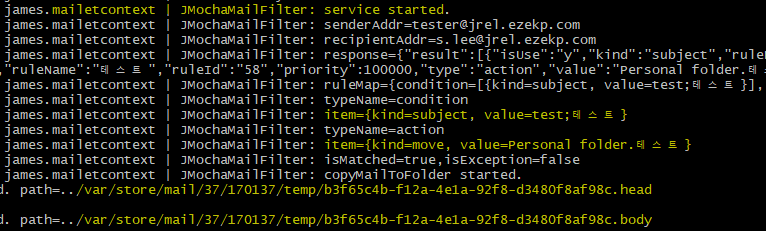 james.mailetcontext | JMochaMailFilter: service started.
james.mailetcontext | JMochaMailFilter: senderAddr=tester@jrel.ezekp.com
james.mailetcontext | JMochaMailFilter: recipientAddr=s.lee@jrel.ezekp.com
james.mailetcontext | JMochaMailFilter: response={"result":[{"isUse":"y","kind":"subject","rule
,"ruleName":"테스트","ruleId":"58","priority":100000,"type":"action","value":"Personal folder.테스
james.mailetcontext | JMochaMailFilter: ruleMap={condition=[{kind=subject, value=test;테스트}],
james.mailetcontext | JMochaMailFilter: typeName=condition
james.mailetcontext | JMochaMailFilter: item={kind=subject, value=test;테스트}
james.mailetcontext | JMochaMailFilter: typeName=action
james.mailetcontext | JMochaMailFilter: item={kind=move, value=Personal folder.테스트}
james.mailetcontext | JMochaMailFilter: isMatched=true,isException=false
james.mailetcontext | JMochaMailFilter: copyMailToFolder started.
d. path=../var/store/mail/37/170137/temp/b3f65c4b-f12a-4e1a-92f8-d3480f8af98c.head
d. path=../var/store/mail/37/170137/temp/b3f65c4b-f12a-4e1a-92f8-d3480f8af98c.body